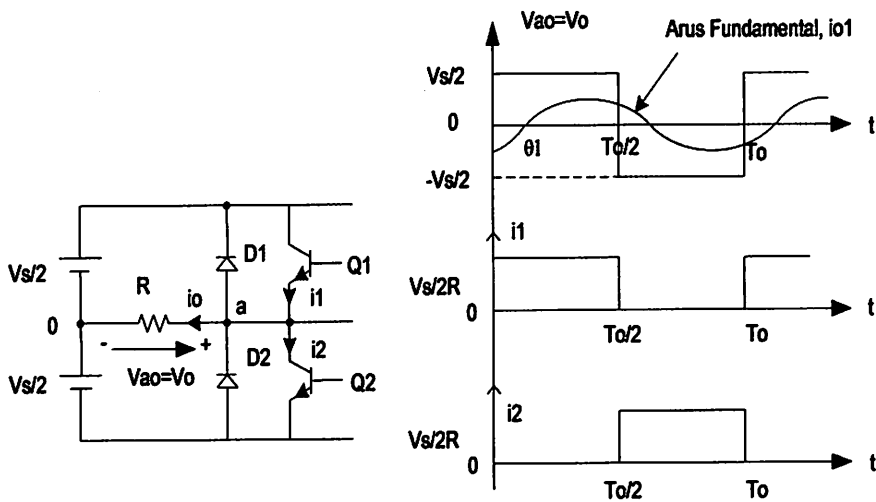 Vs/2
0
Vs/2
R
io
a
D1
D2
Q1
Q2
i1
i2
-
+
Vao=Vo
Vao=Vo
Arus Fundamental, io1
Vs/2
0
-Vs/2
θ1
To/2
To
t
i1
Vs/2R
0
To/2
To
t
i2
Vs/2R
0
To/2
To
t